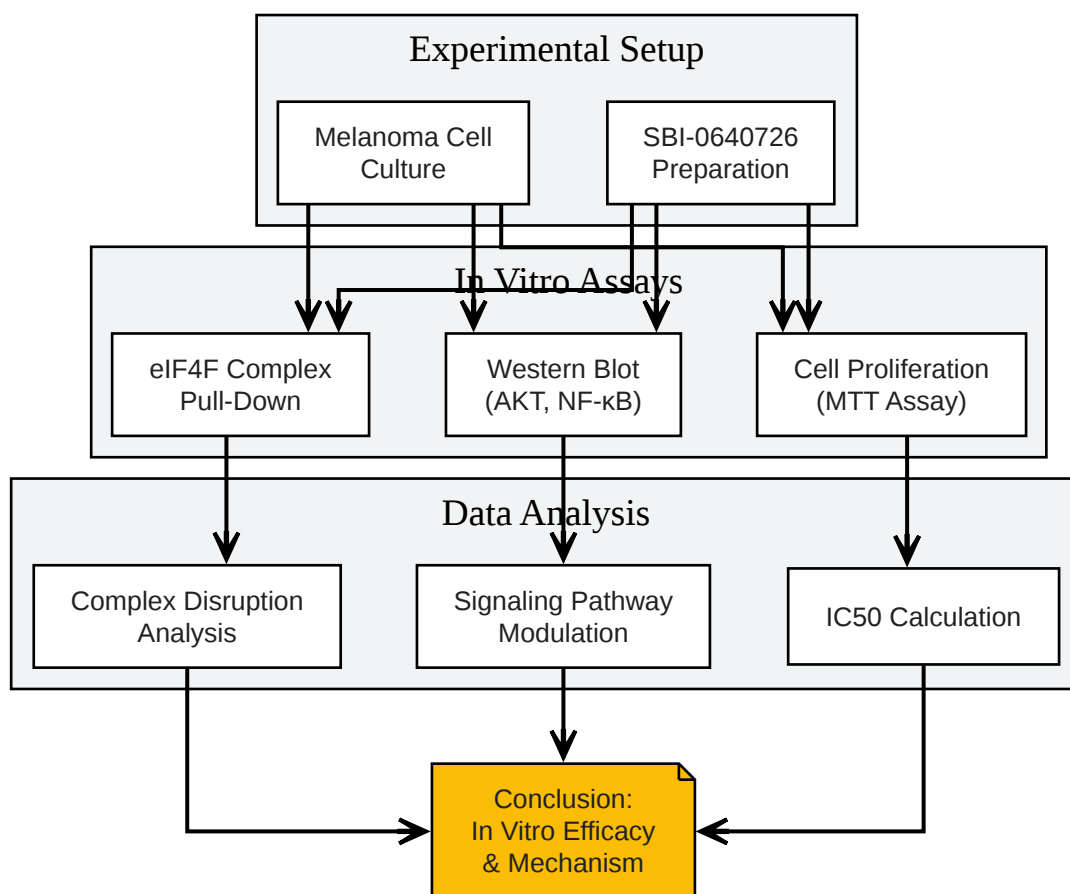 Experimental Setup
Melanoma Cell
Culture
SBI-0640726
Preparation
In Vitro Assays
eIF4F Complex
Pull-Down
Western Blot
(AKT, NF-κB)
Cell Proliferation
(MTT Assay)
Data Analysis
Complex Disruption
Analysis
Signaling Pathway
Modulation
IC50 Calculation
Conclusion:
In Vitro Efficacy
& Mechanism